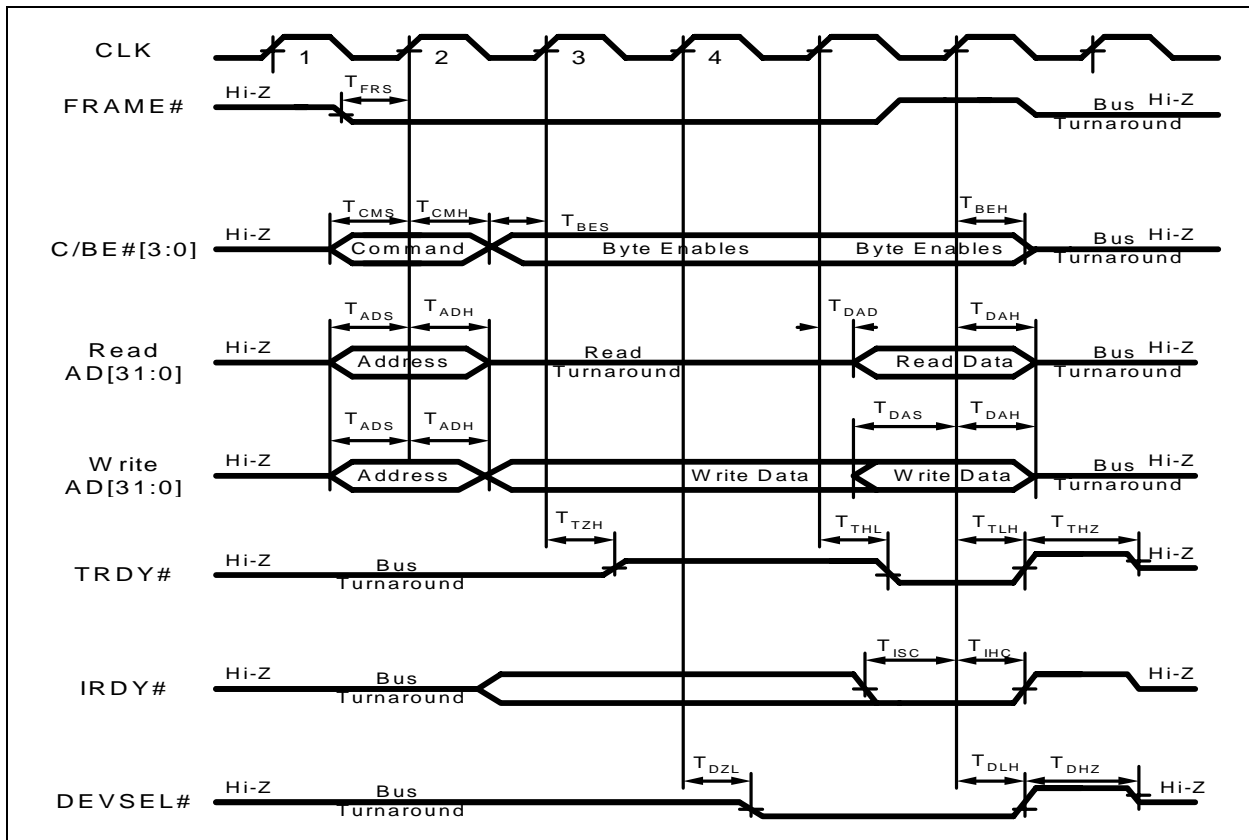 CLK 1 2 3 4
FRAME# Hi-Z TFRS Bus Hi-Z
Turnaround
TCMS TCMH TBES TBEH
C/BE#[3:0] Hi-Z Command Byte Enables Byte Enables Bus Hi-Z
Turnaround
TADS TADH TDAD TDAH
Read Hi-Z Address Read Read Data Bus Hi-Z
AD[31:0] Turnaround Turnaround
TADS TADH TDAS TDAH
Write Hi-Z Address Write Data Write Data Bus Hi-Z
AD[31:0] Turnaround
TTZH TTHL TTLH TTHZ
TRDY# Hi-Z Bus Hi-Z
Turnaround
TISC TIHC
IRDY# Hi-Z Bus Hi-Z
Turnaround
TDZL TDLH TDHZ
DEVSEL# Hi-Z Bus Hi-Z
Turnaround